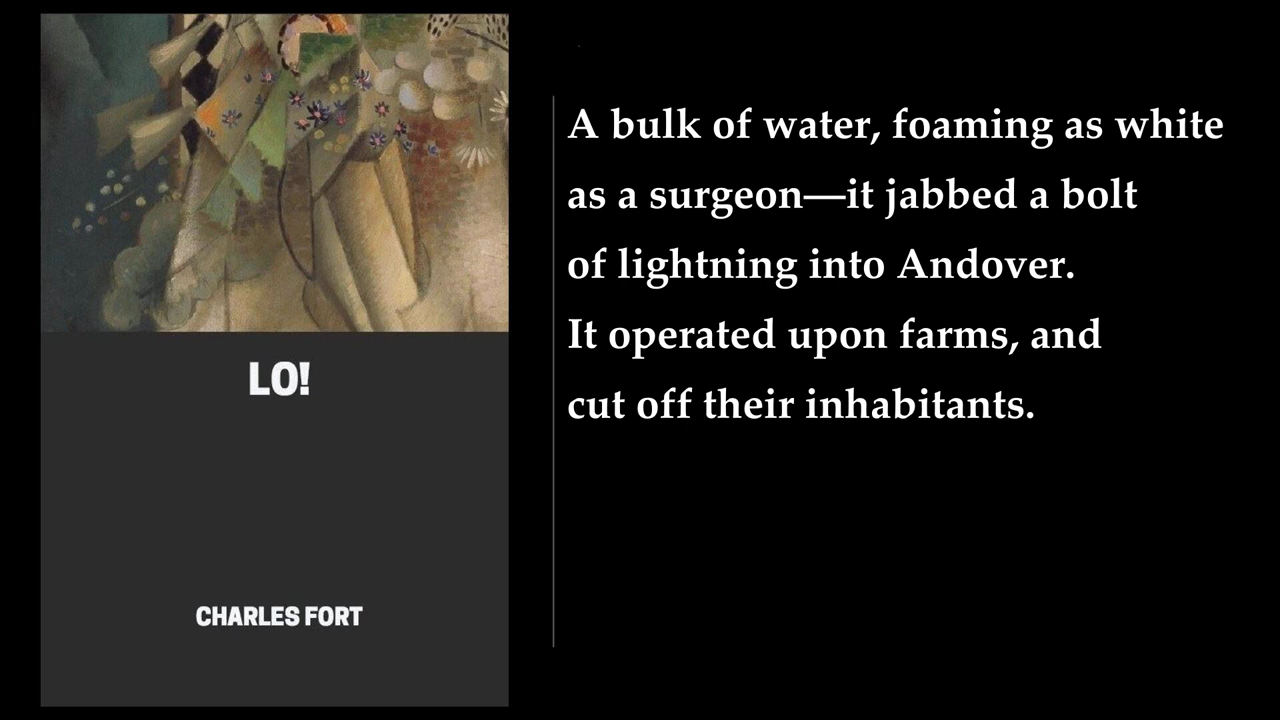 LO!
CHARLES FORT
A bulk of water, foaming as white
as a surgeon—it jabbed a bolt
of lightning into Andover.
It operated upon farms, and
cut off their inhabitants.